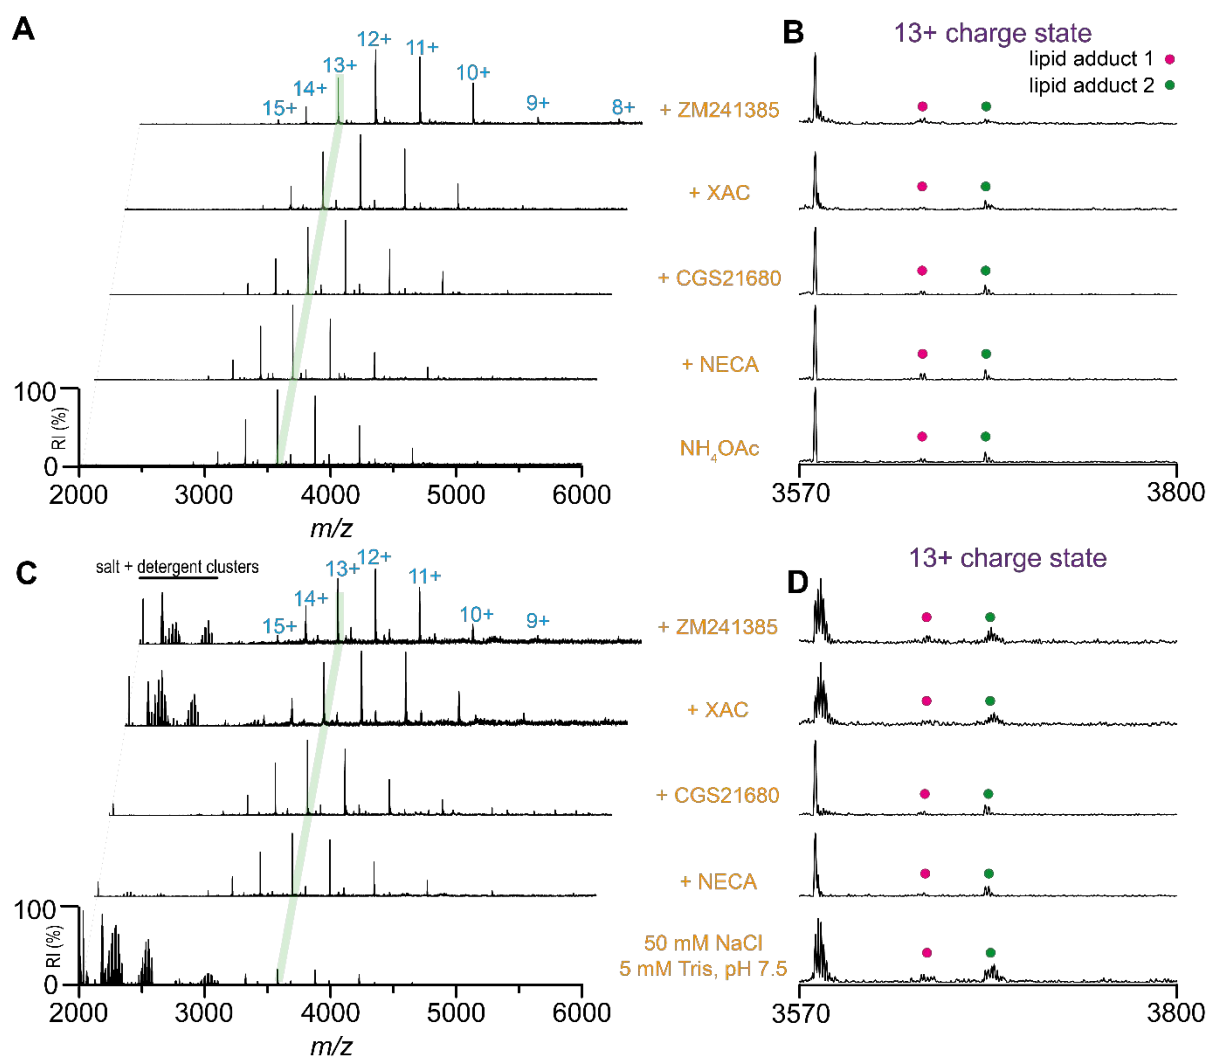 A
15+
14+
13+
12+
11+
10+
9+
8+
+ ZM241385
+ XAC
+ CGS21680
+ NECA
NH₄OAc
100
RI (%)
0
2000
3000
4000
5000
6000
m/z
B
13+ charge state
lipid adduct 1
lipid adduct 2
3570
3800
C
salt + detergent clusters
15+
14+
13+
12+
11+
10+
9+
+ ZM241385
+ XAC
+ CGS21680
+ NECA
50 mM NaCl
5 mM Tris, pH 7.5
100
RI (%)
0
2000
3000
4000
5000
6000
m/z
D
13+ charge state
3570
3800